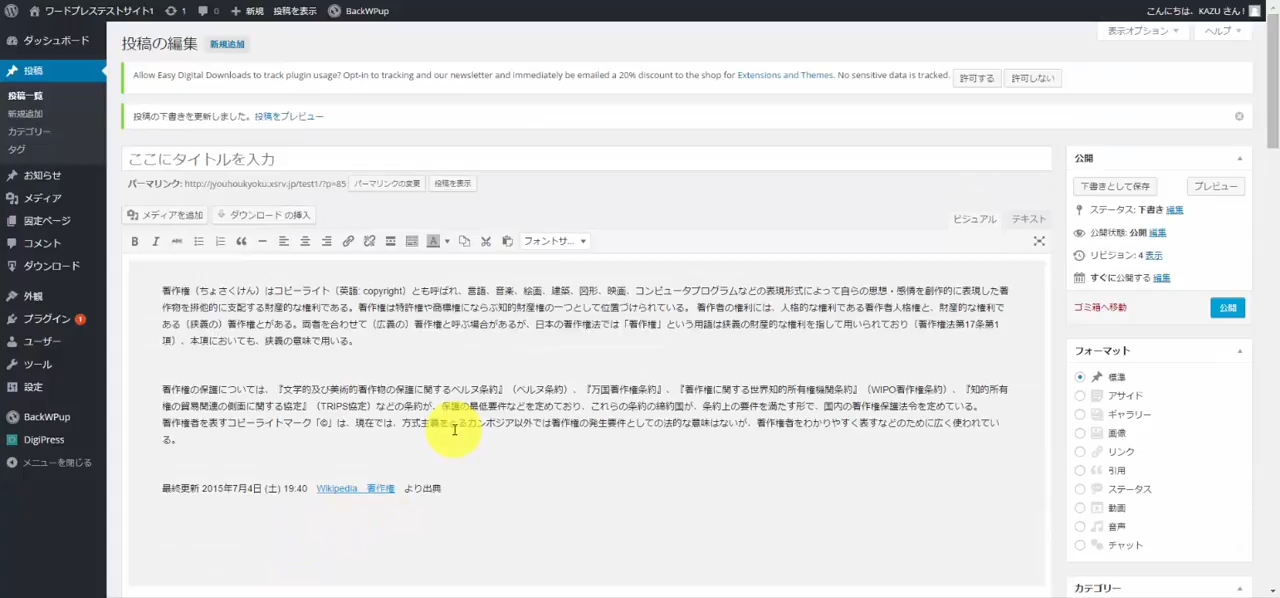 ワードプレステストサイト1 1 0 新規 投稿を表示 BackWPup こんにちは、KAZU さん!
ダッシュボード
投稿
投稿一覧
新規追加
カテゴリー
タグ
お知らせ
メディア
固定ページ
コメント
ダウンロード
外観
プラグイン 1
ユーザー
ツール
設定
BackWPup
DigiPress
メニューを閉じる
投稿の編集 新規追加
表示オプション ヘルプ
Allow Easy Digital Downloads to track plugin usage? Opt-in to tracking and our newsletter and immediately be emailed a 20% discount to the shop for Extensions and Themes. No sensitive data is tracked. 許可する 許可しない
投稿の下書きを更新しました。投稿をプレビュー
ここにタイトルを入力
パーマリンク: http://jyouhoukyoku.xsrv.jp/test1/?p=85 パーマリンクの変更 投稿を表示
メディアを追加 ダウンロード の挿入
ビジュアル テキスト
B I ABC A フォントサ...
著作権（ちょさくけん）はコピーライト（英語: copyright）とも呼ばれ、言語、音楽、絵画、建築、図形、映画、コンピュータプログラムなどの表現形式によって自らの思想・感情を創作的に表現した著
作物を排他的に支配する財産的な権利である。著作権は特許権や商標権にならぶ知的財産権の一つとして位置づけられている。 著作者の権利には、人格的な権利である著作者人格権と、財産的な権利で
ある（狭義の）著作権とがある。両者を合わせて（広義の）著作権と呼ぶ場合があるが、日本の著作権法では「著作権」という用語は狭義の財産的な権利を指して用いられており（著作権法第17条第1
項）、本項においても、狭義の意味で用いる。
著作権の保護については、『文学的及び美術的著作物の保護に関するベルヌ条約』（ベルヌ条約）、『万国著作権条約』、『著作権に関する世界知的所有権機関条約』（WIPO著作権条約）、『知的所有
権の貿易関連の側面に関する協定』（TRIPS協定）などの条約が、保護の最低要件などを定めており、これらの条約の締約国が、条約上の要件を満たす形で、国内の著作権保護法令を定めている。
著作権者を表すコピーライトマーク「©」は、現在では、方式主義をとるカンボジア以外では著作権の発生要件としての法的な意味はないが、著作権者をわかりやすく表すなどのために広く使われてい
る。
最終更新 2015年7月4日 (土) 19:40 Wikipedia 著作権 より出典
公開
下書きとして保存 プレビュー
ステータス: 下書き 編集
公開状態: 公開 編集
リビジョン: 4 表示
すぐに公開する 編集
ゴミ箱へ移動 公開
フォーマット
標準
アサイド
ギャラリー
画像
リンク
引用
ステータス
動画
音声
チャット
カテゴリー